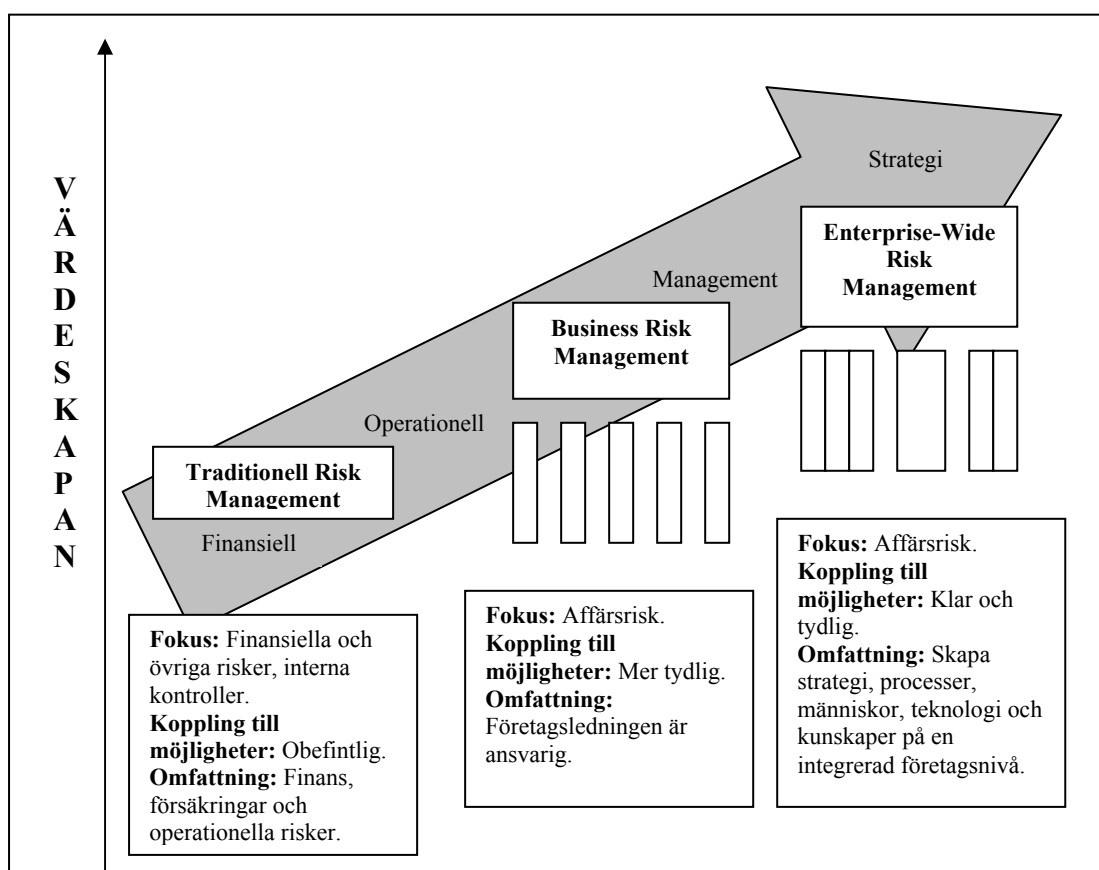 VÄRDESKAPAN
Strategi
Enterprise-Wide
Risk
Management
Management
Business Risk
Management
Operationell
Traditionell Risk
Management
Finansiell
Fokus: Finansiella och
övriga risker, interna
kontroller.
Koppling till
möjligheter: Obefintlig.
Omfattning: Finans,
försäkringar och
operationella risker.
Fokus: Affärsrisk.
Koppling till
möjligheter: Mer tydlig.
Omfattning:
Företagsledningen är
ansvarig.
Fokus: Affärsrisk.
Koppling till
möjligheter: Klar och
tydlig.
Omfattning: Skapa
strategi, processer,
människor, teknologi och
kunskaper på en
integrerad företagsnivå.